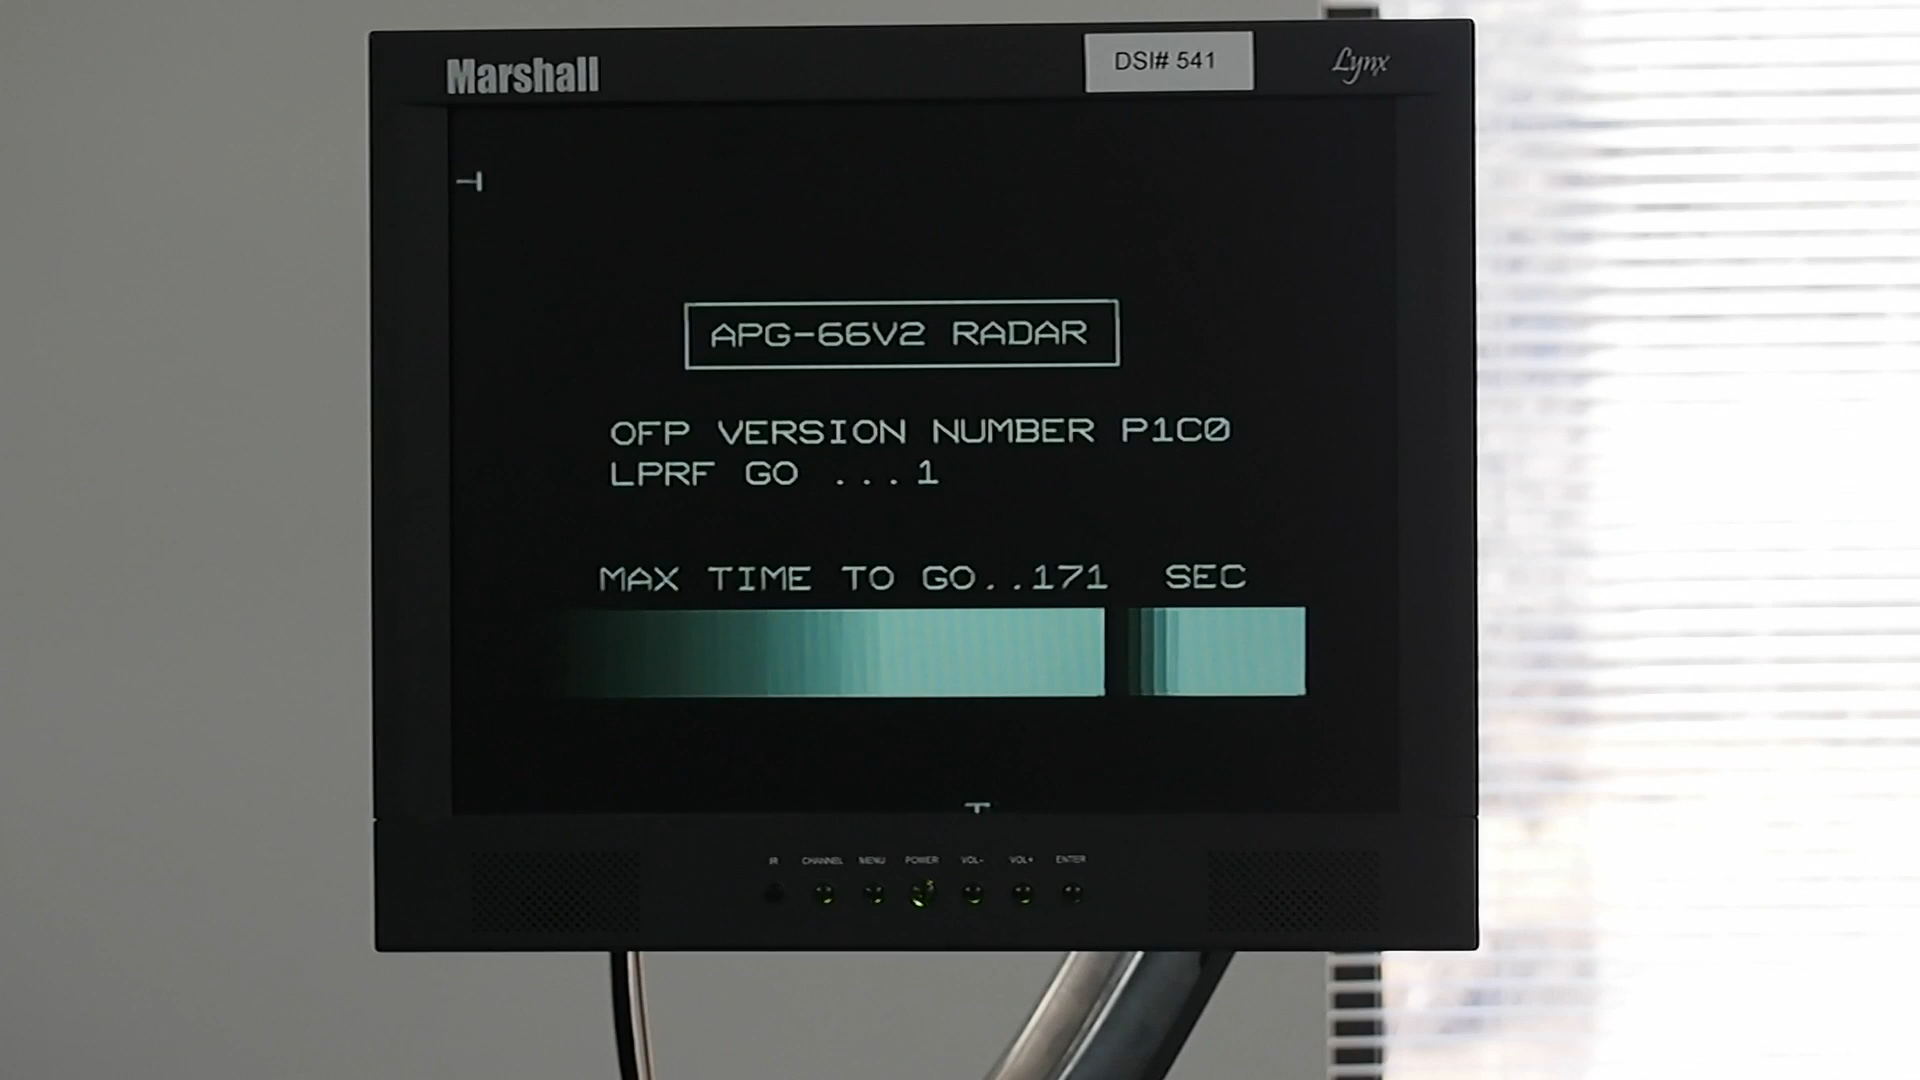 Marshall
DSI# 541
Lynx
APG-66V2 RADAR
OFP VERSION NUMBER P1C0
LPRF GO ...1
MAX TIME TO GO..171 SEC
IR CHANNEL MENU POWER VOL- VOL+ ENTER